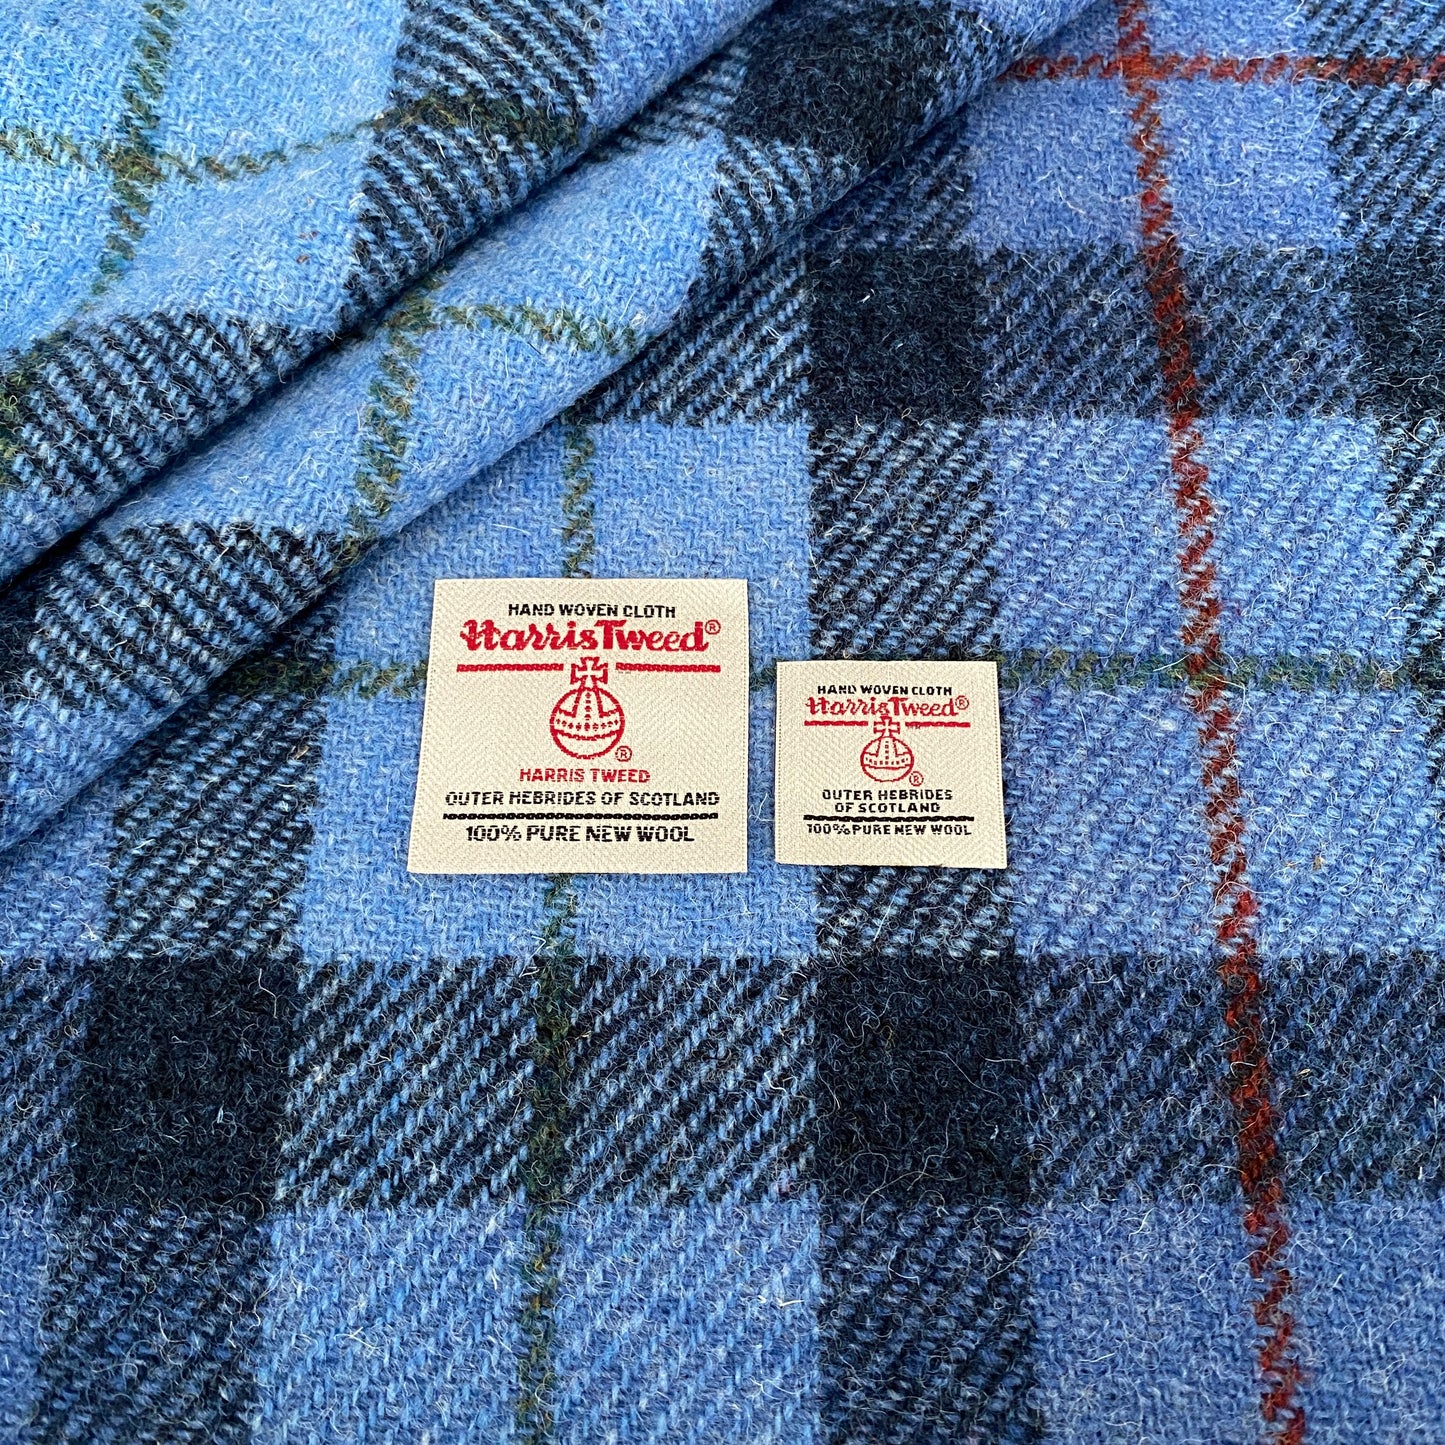 HAND WOVEN CLOTH
Harris Tweed®
®
HARRIS TWEED
OUTER HEBRIDES OF SCOTLAND
100% PURE NEW WOOL
HAND WOVEN CLOTH
Harris Tweed®
®
OUTER HEBRIDES
OF SCOTLAND
100% PURE NEW WOOL